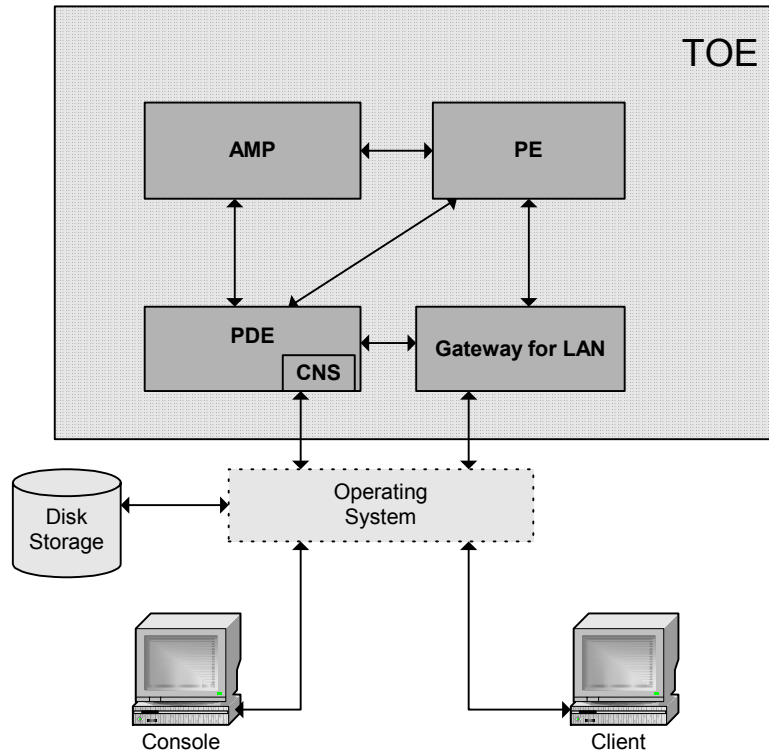 TOE
AMP
PE
PDE
CNS
Gateway for LAN
Operating
System
Disk
Storage
Console
Client